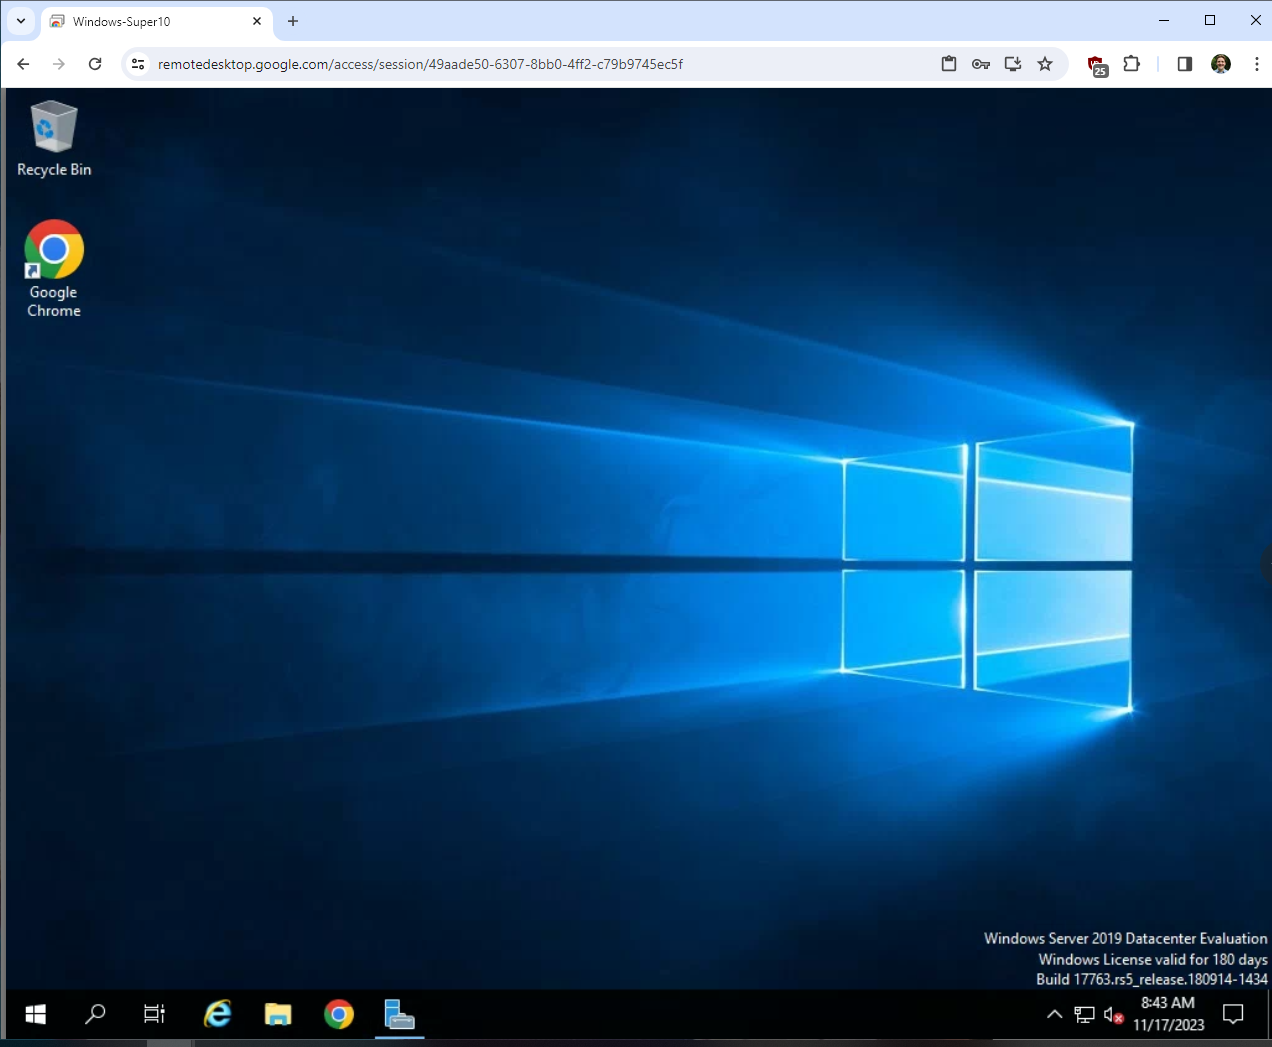 Windows-Super10
remotedesktop.google.com/access/session/49aade50-6307-8bb0-4ff2-c79b9745ec5f
25
Recycle Bin
Google
Chrome
Windows Server 2019 Datacenter Evaluation
Windows License valid for 180 days
Build 17763.rs5_release.180914-1434
8:43 AM
11/17/2023